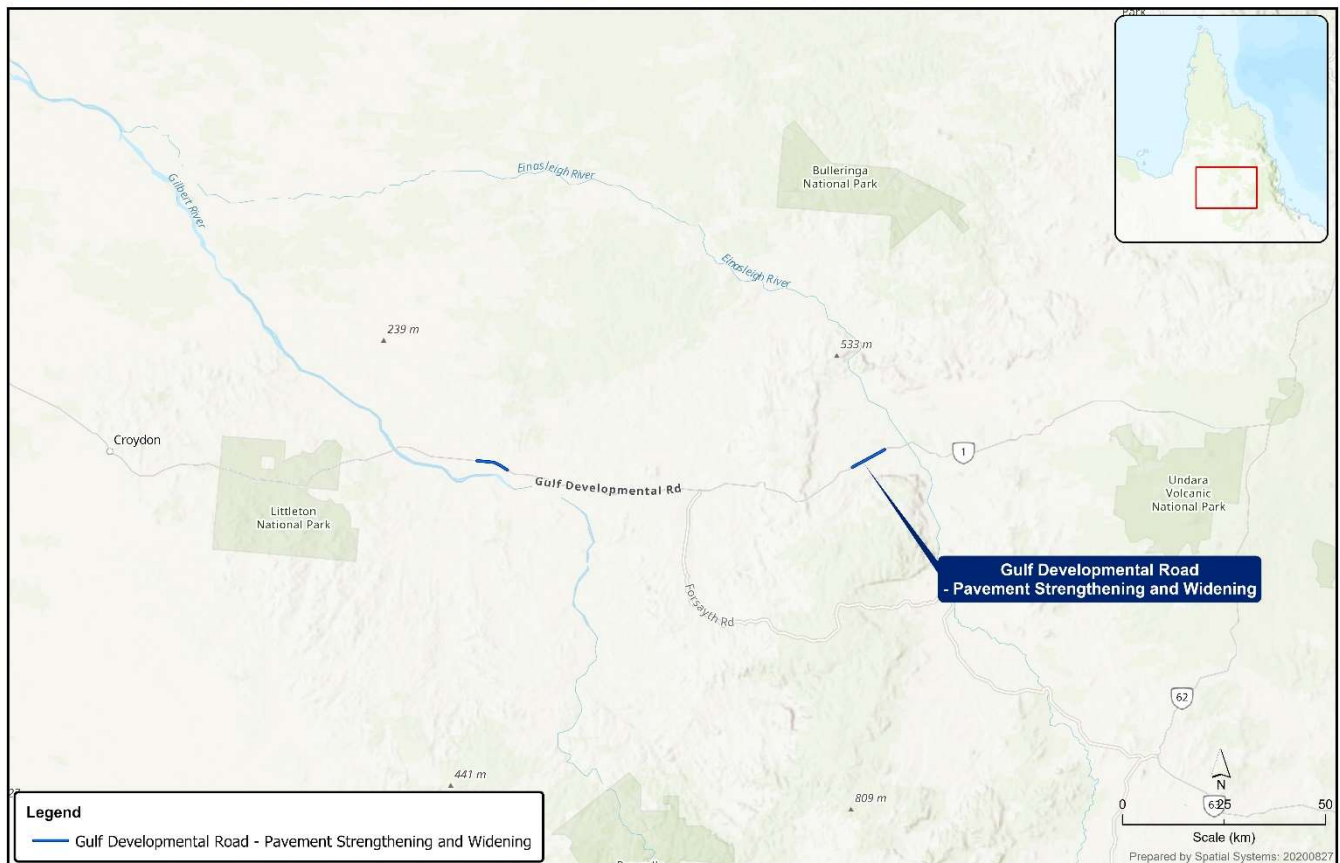 Park
Einasleigh River
Bulleringa
National Park
Gilbert River
Einasleigh River
239 m
533 m
Croydon
1
Gulf Developmental Rd
Undara
Volcanic
National Park
Littleton
National Park
Gulf Developmental Road
- Pavement Strengthening and Widening
Forsayth Rd
62
441 m
809 m
N
63
0 25 50
Scale (km)
Legend
Gulf Developmental Road - Pavement Strengthening and Widening
Prepared by Spatial Systems: 20200827